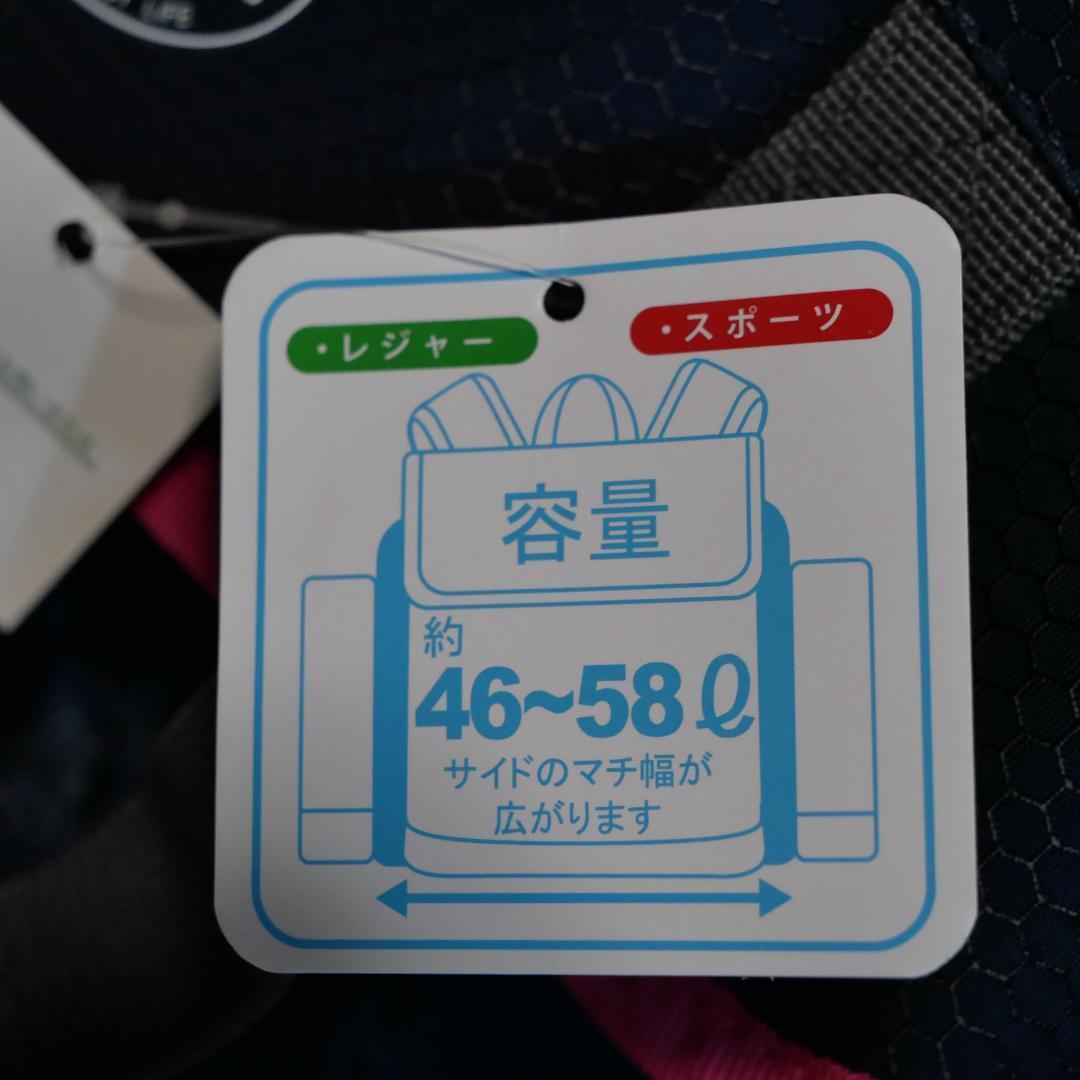 LIFE
・レジャー
・スポーツ
容量
約
46~58ℓ
サイドのマチ幅が
広がります